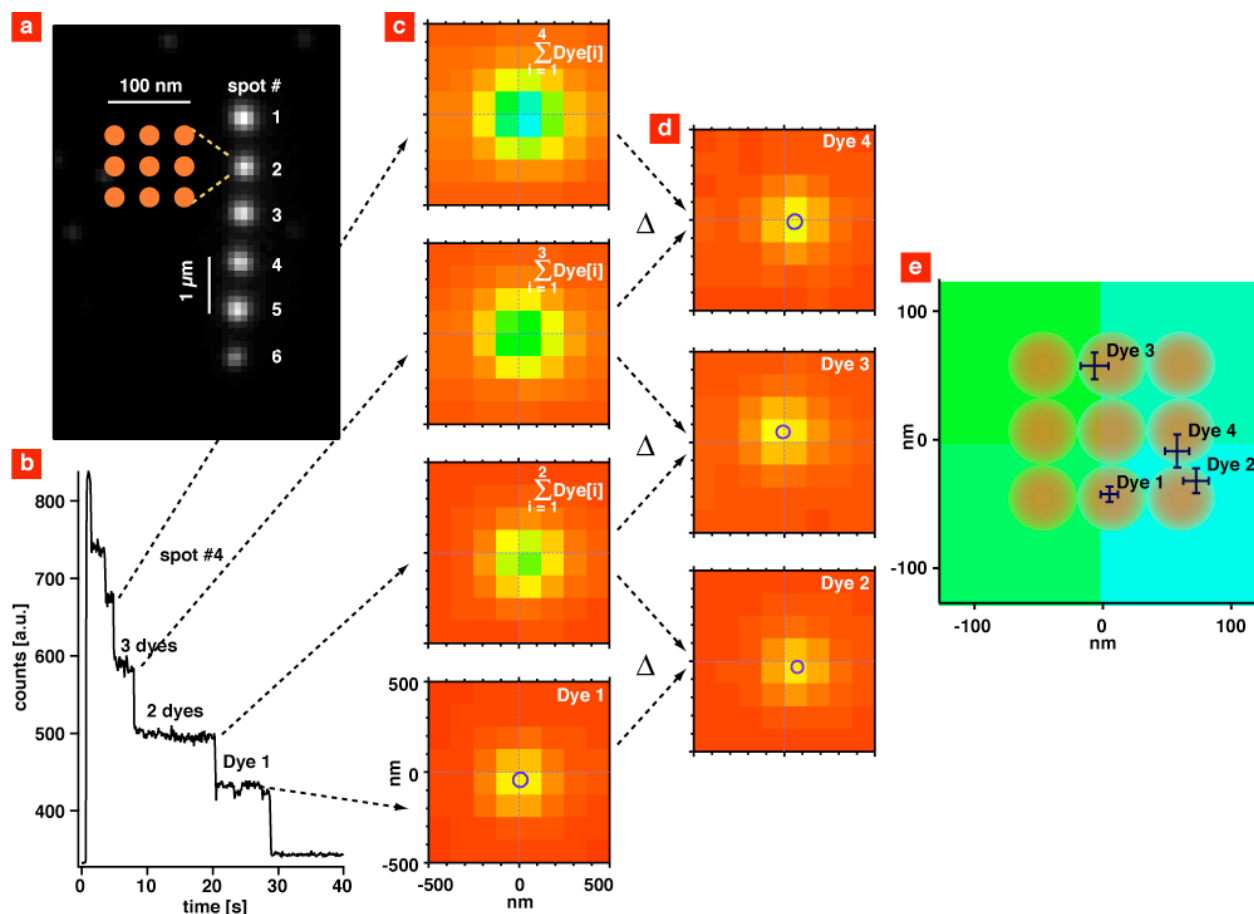 a
100 nm
spot #
1
2
3
4
5
6
1 µm
b
counts [a.u.]
800
700
600
500
400
spot #4
3 dyes
2 dyes
Dye 1
0
10
20
30
40
time [s]
c
4
∑Dye[i]
i = 1
3
∑Dye[i]
i = 1
2
∑Dye[i]
i = 1
Dye 1
500
0
-500
nm
-500
0
500
nm
d
Dye 4
Δ
Dye 3
Δ
Dye 2
Δ
e
100
0
-100
nm
Dye 3
Dye 4
Dye 2
Dye 1
-100
0
100
nm